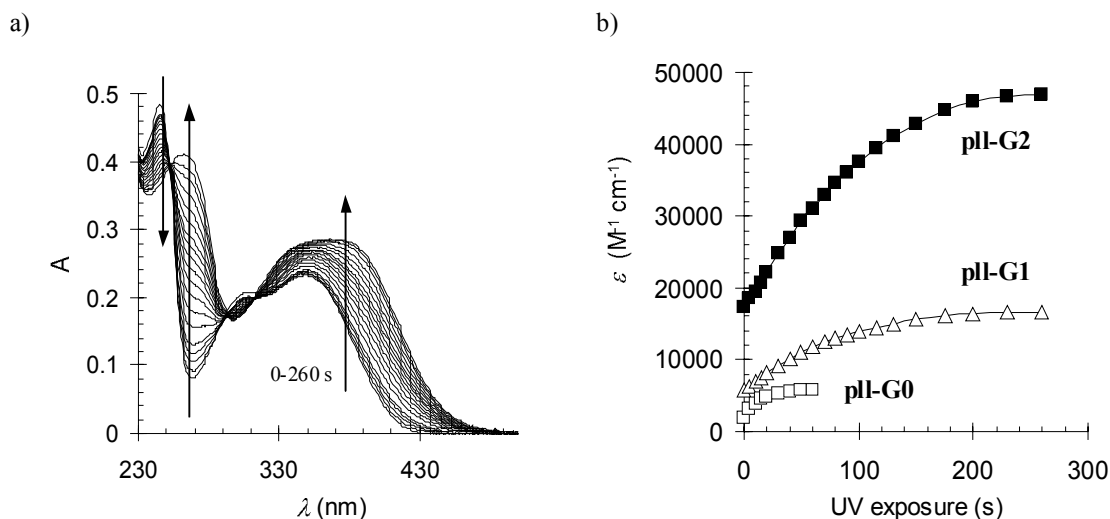 a)
0.5
0.4
0.3
0.2
0.1
0
A
0-260 s
230 330 430
λ (nm)
b)
50000
40000
30000
20000
10000
0
ε (M⁻¹ cm⁻¹)
pll-G2
pll-G1
pll-G0
0 100 200 300
UV exposure (s)